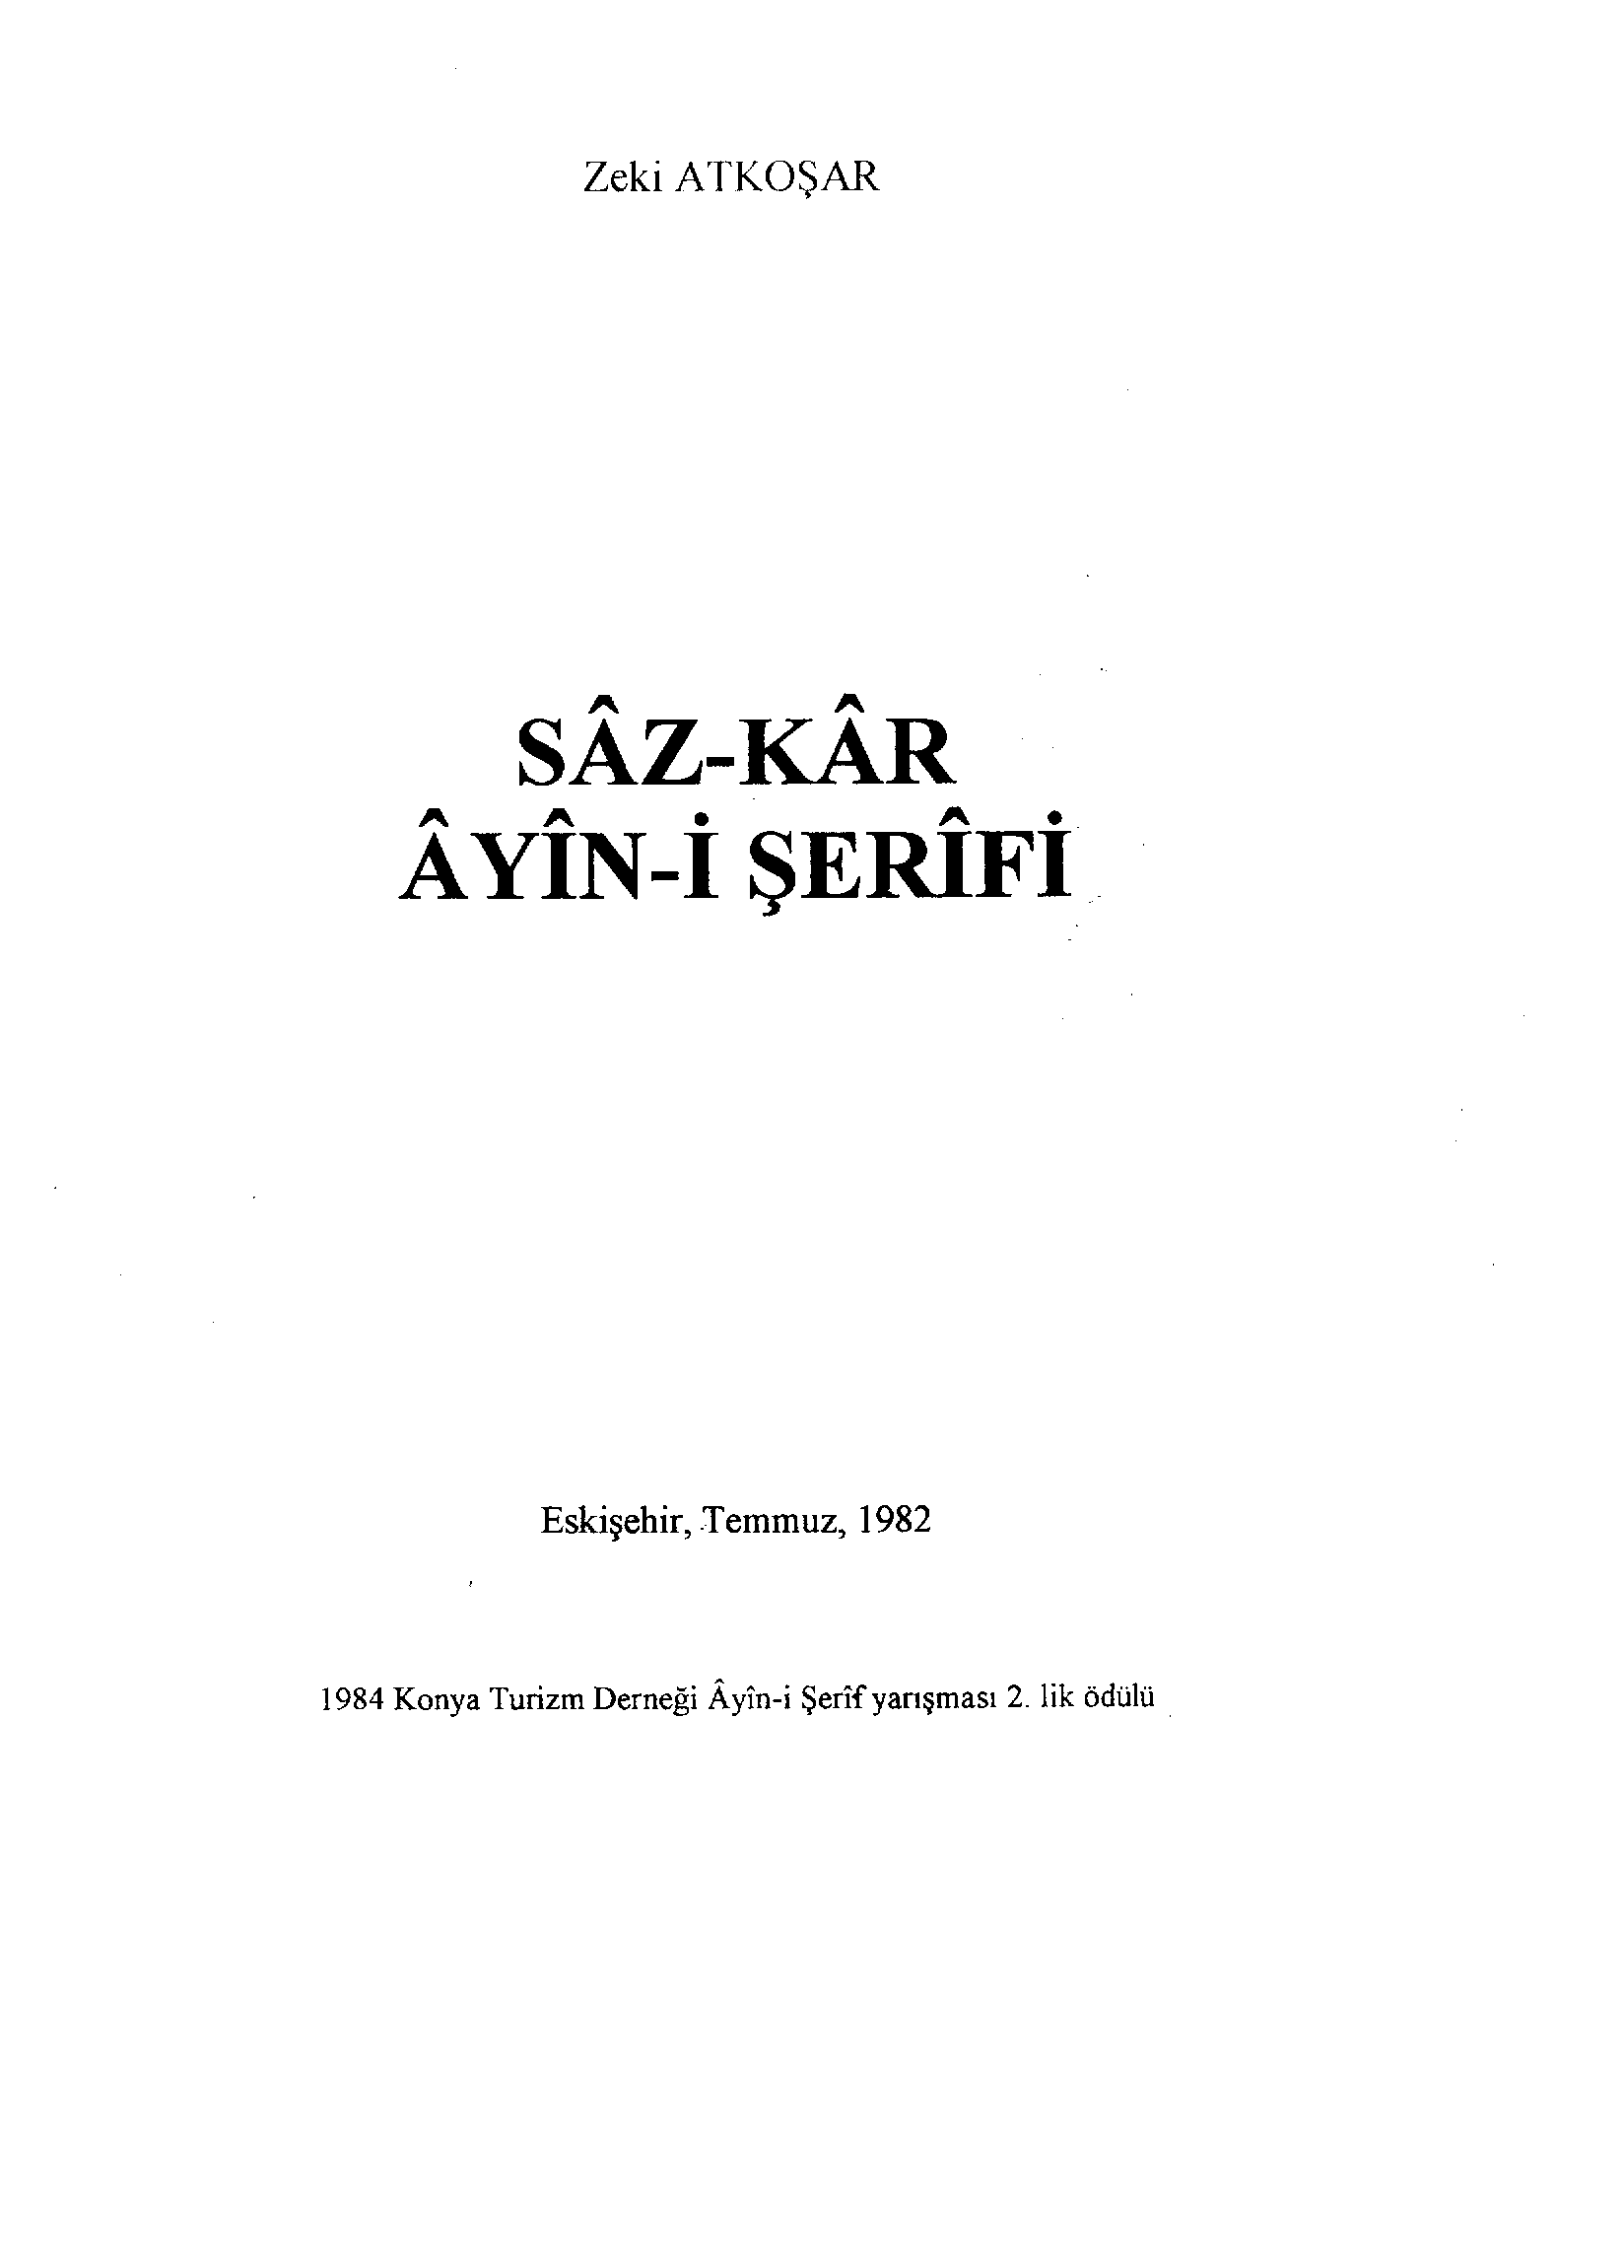 Zeki ATKOŞAR
SÂZ-KÂR
ÂYÎN-İ ŞERÎFİ
Eskişehir, Temmuz, 1982
1984 Konya Turizm Derneği Âyîn-i Şerîf yarışması 2. lik ödülü